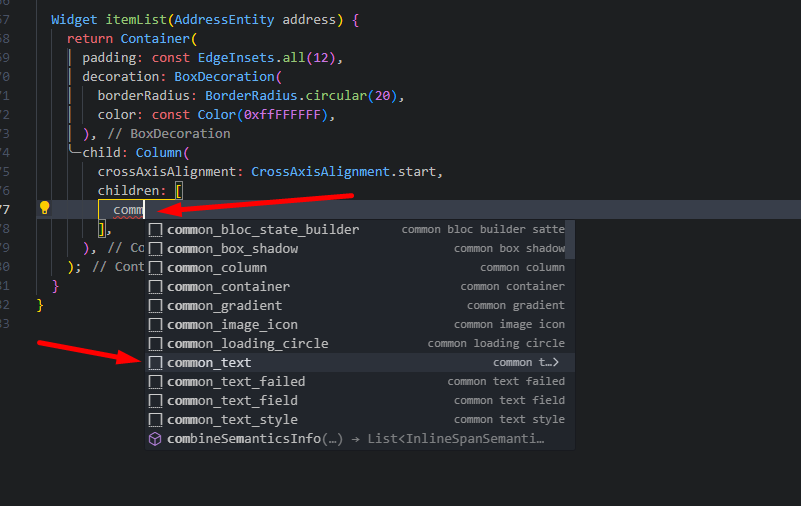 67 Widget itemList(AddressEntity address) {
68 return Container(
69 padding: const EdgeInsets.all(12),
70 decoration: BoxDecoration(
71 borderRadius: BorderRadius.circular(20),
72 color: const Color(0xffFFFFFF),
73 ), // BoxDecoration
74 child: Column(
75 crossAxisAlignment: CrossAxisAlignment.start,
76 children: [
77 comm
78 ],
79 ), // Co
80 ); // Cont
81 }
82 }
83
common_bloc_state_builder common bloc builder satte
common_box_shadow common box shadow
common_column common column
common_container common container
common_gradient common gradient
common_image_icon common image icon
common_loading_circle common loading circle
common_text common t…>
common_text_failed common text failed
common_text_field common text field
common_text_style common text style
combineSemanticsInfo(…) → List<InlineSpanSemanti…